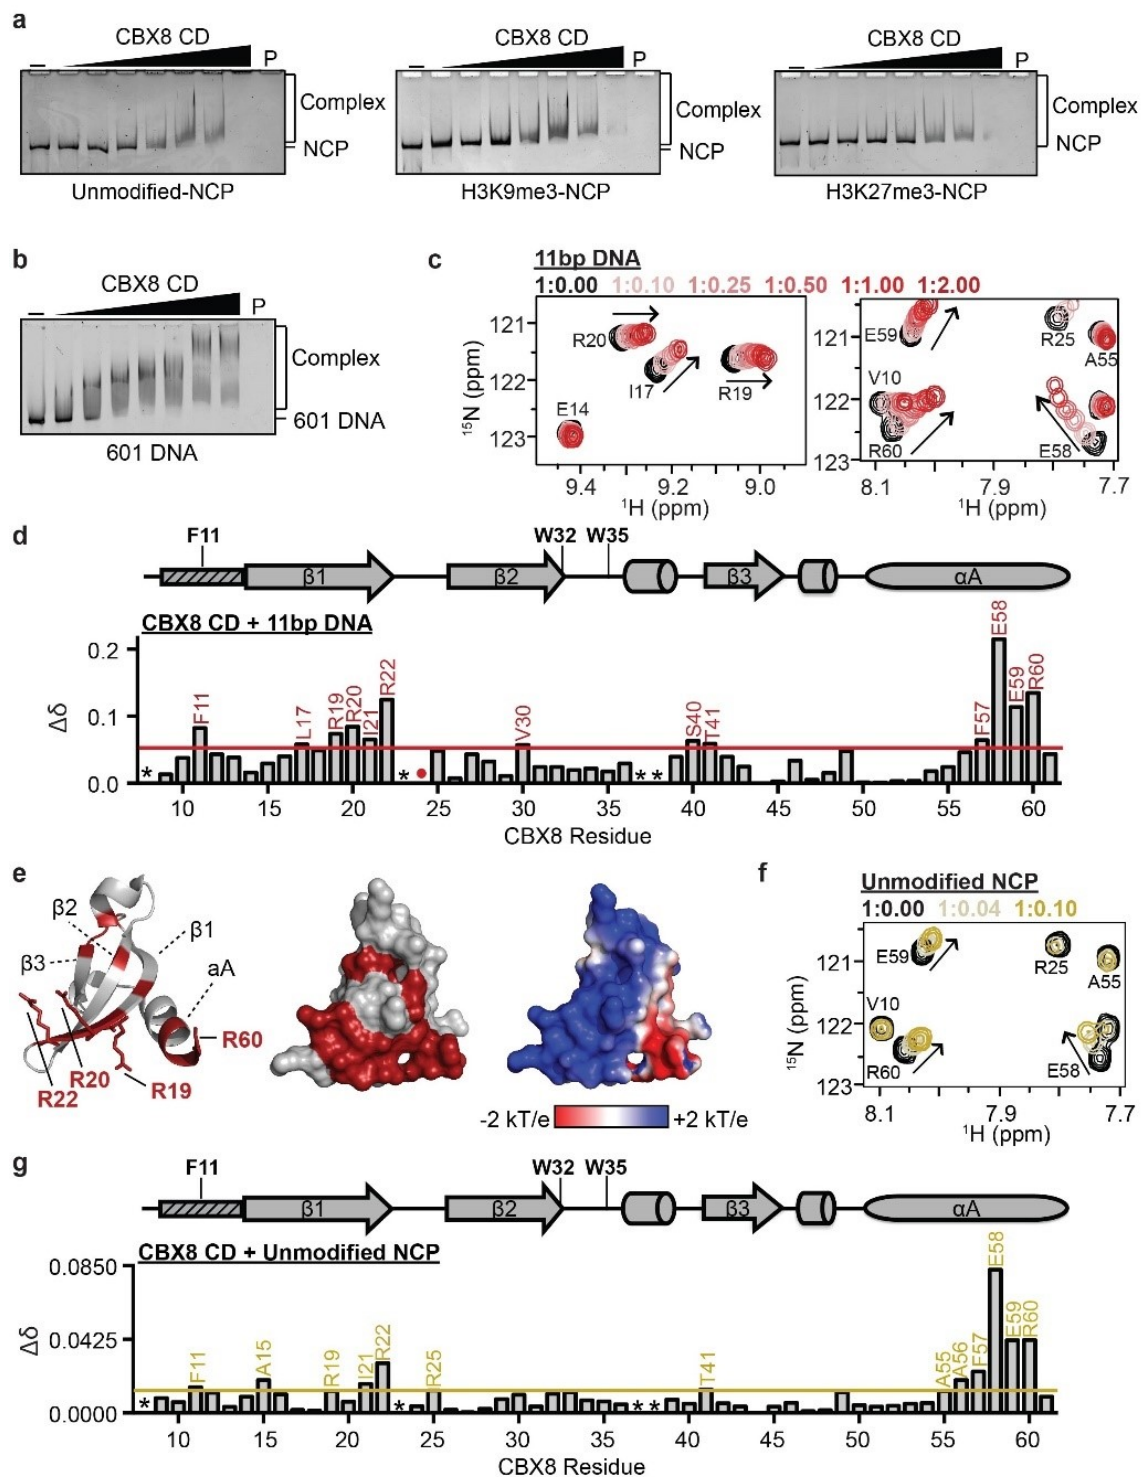 a
CBX8 CD
P
Complex
NCP
Unmodified-NCP
CBX8 CD
P
Complex
NCP
H3K9me3-NCP
CBX8 CD
P
Complex
NCP
H3K27me3-NCP
b
CBX8 CD
P
Complex
601 DNA
601 DNA
c
11bp DNA
1:0.00 1:0.10 1:0.25 1:0.50 1:1.00 1:2.00
121
122
123
¹⁵N (ppm)
R20
I17
R19
E14
9.4 9.2 9.0
¹H (ppm)
121
122
123
E59
R25
A55
V10
R60
E58
8.1 7.9 7.7
¹H (ppm)
d
F11 W32 W35
β1 β2 β3 αA
CBX8 CD + 11bp DNA
Δδ
0.2
0.1
0.0
F11 L17 R19 R20 I21 R22 V30 S40 T41 F57 E58 E59 R60
* * * *
10 15 20 25 30 35 40 45 50 55 60
CBX8 Residue
e
β2
β1
β3
aA
R60
R20
R22
R19
-2 kT/e +2 kT/e
f
Unmodified NCP
1:0.00 1:0.04 1:0.10
121
122
123
¹⁵N (ppm)
E59
R25
A55
V10
R60
E58
8.1 7.9 7.7
¹H (ppm)
g
F11 W32 W35
β1 β2 β3 αA
CBX8 CD + Unmodified NCP
Δδ
0.0850
0.0425
0.0000
F11 A15 R19 I21 R22 R25 T41 A55 A56 F57 E58 E59 R60
* * * *
10 15 20 25 30 35 40 45 50 55 60
CBX8 Residue